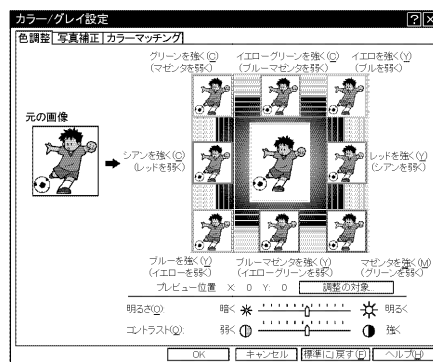 カラー/グレイ設定
色調整 写真補正 カラーマッチング
グリーンを強く(G) イエローグリーンを強く(C) イエロを強く(Y)
(マゼンタを弱く) (ブルーマゼンタを弱く) (ブルを弱く)
元の画像
シアンを強く(C) レッドを強く(Y)
(レッドを弱く) (シアンを弱く)
ブルーを強く(Y) ブルーマゼンタを強く(Y) マゼンタを強く(M)
(イエローを弱く) (イエローグリーンを弱く) (グリーンを弱く)
プレビュー位置 X: 0 Y: 0 調整の対象...
明るさ(O): 暗く 明るく
コントラスト(O): 弱く 強く
OK キャンセル 標準に戻す(F) ヘルプ(H)